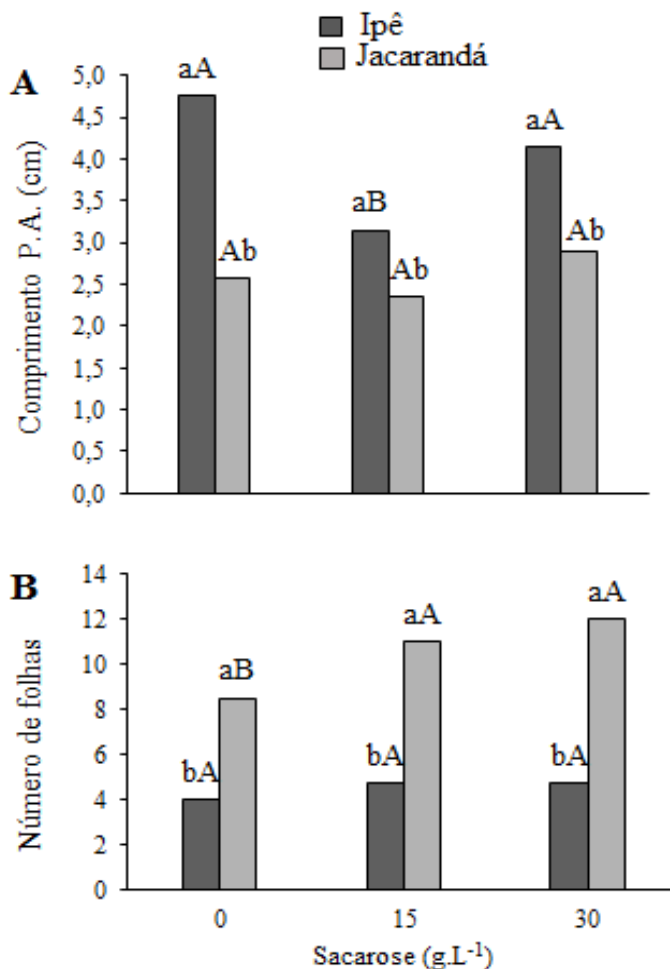 Ipê
Jacarandá
A
Comprimento P.A. (cm)
5,0
4,5
4,0
3,5
3,0
2,5
2,0
1,5
1,0
0,5
0,0
aA
Ab
aB
Ab
aA
Ab
B
Número de folhas
14
12
10
8
6
4
2
0
bA
aB
bA
aA
bA
aA
0 15 30
Sacarose (g.L⁻¹)